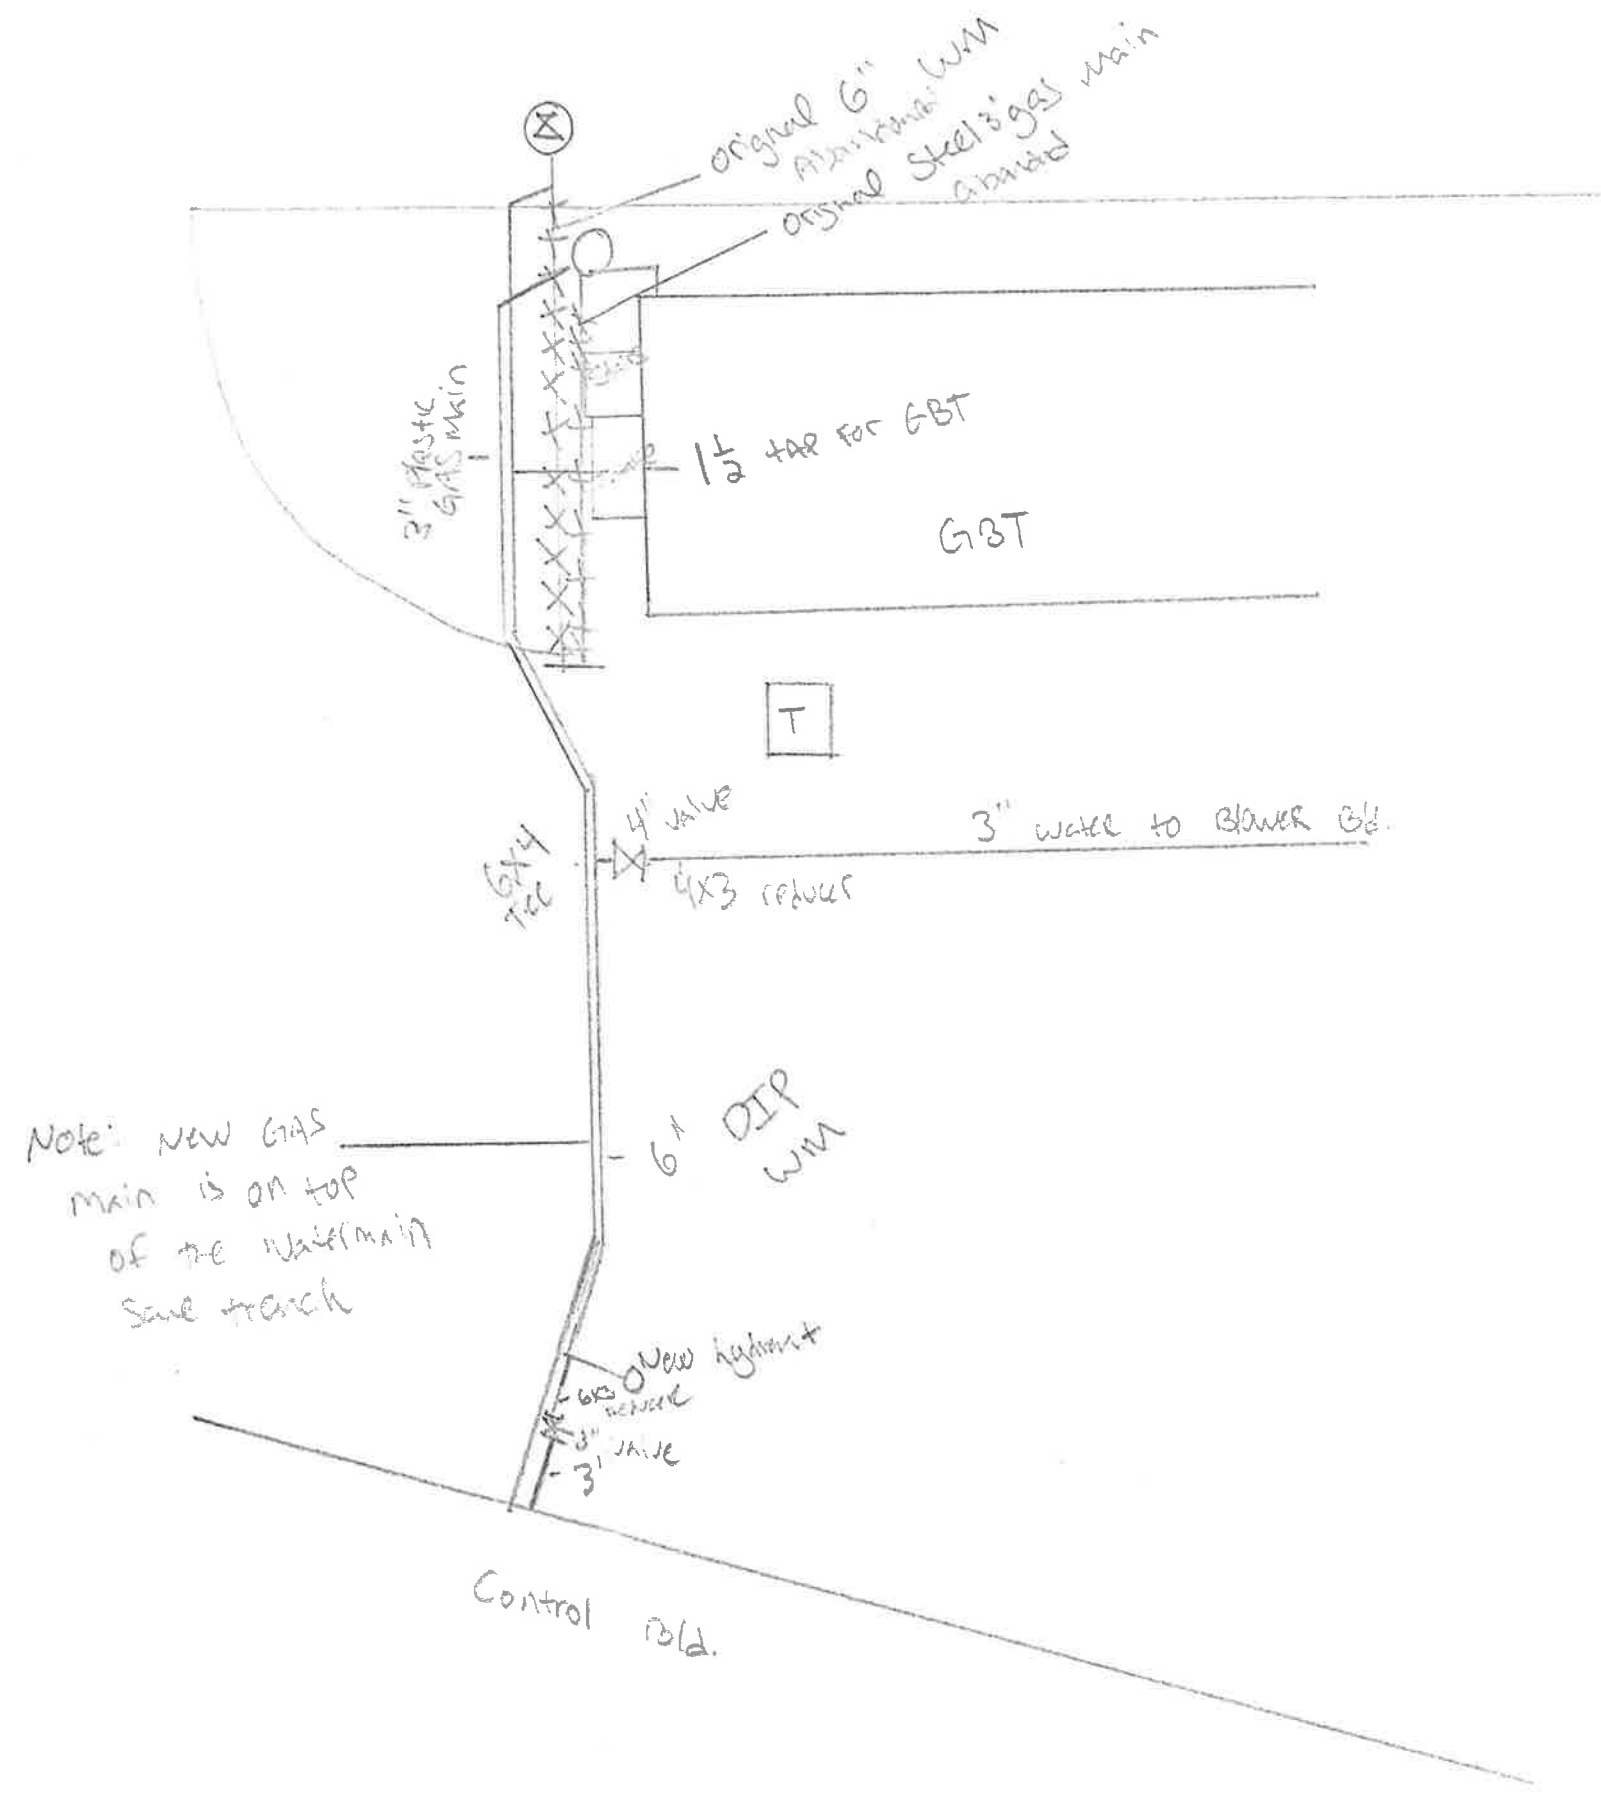 original 6" WM
Abandoned
original Steel 3" gas Main
abanded
3" Plastic
GAS Main
1 1/2 tap for GBT
GBT
T
4" valve
6x4
Tee
3" water to Blower Bld.
4x3 reducer
6" DIP
WM
Note: New GAS
main is on top
of the Watermain
Same trench
New hydrant
6x3
reducer
3" valve
3"
Control Bld.